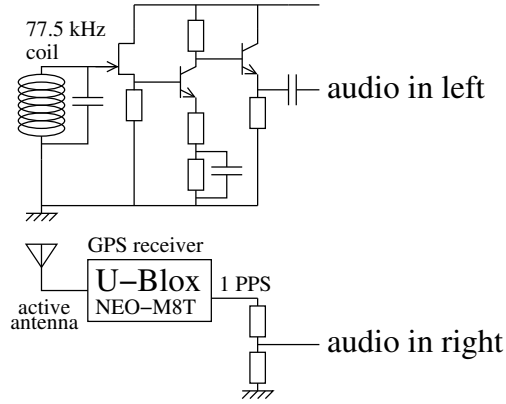 77.5 kHz
coil
audio in left
GPS receiver
U−Blox
NEO−M8T
1 PPS
active
antenna
audio in right